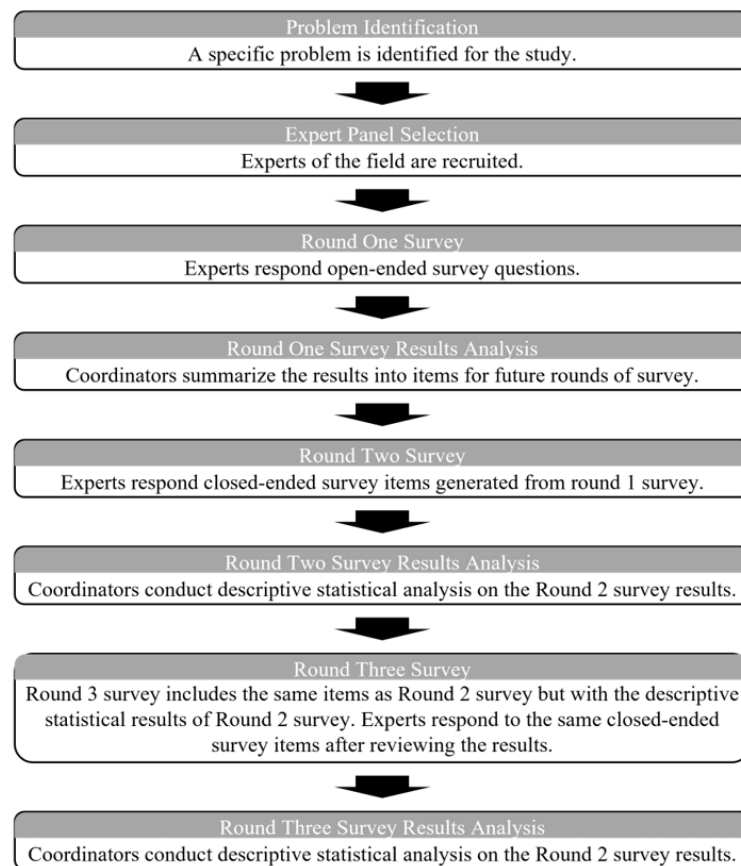 Problem Identification
A specific problem is identified for the study.
Expert Panel Selection
Experts of the field are recruited.
Round One Survey
Experts respond open-ended survey questions.
Round One Survey Results Analysis
Coordinators summarize the results into items for future rounds of survey.
Round Two Survey
Experts respond closed-ended survey items generated from round 1 survey.
Round Two Survey Results Analysis
Coordinators conduct descriptive statistical analysis on the Round 2 survey results.
Round Three Survey
Round 3 survey includes the same items as Round 2 survey but with the descriptive
statistical results of Round 2 survey. Experts respond to the same closed-ended
survey items after reviewing the results.
Round Three Survey Results Analysis
Coordinators conduct descriptive statistical analysis on the Round 2 survey results.